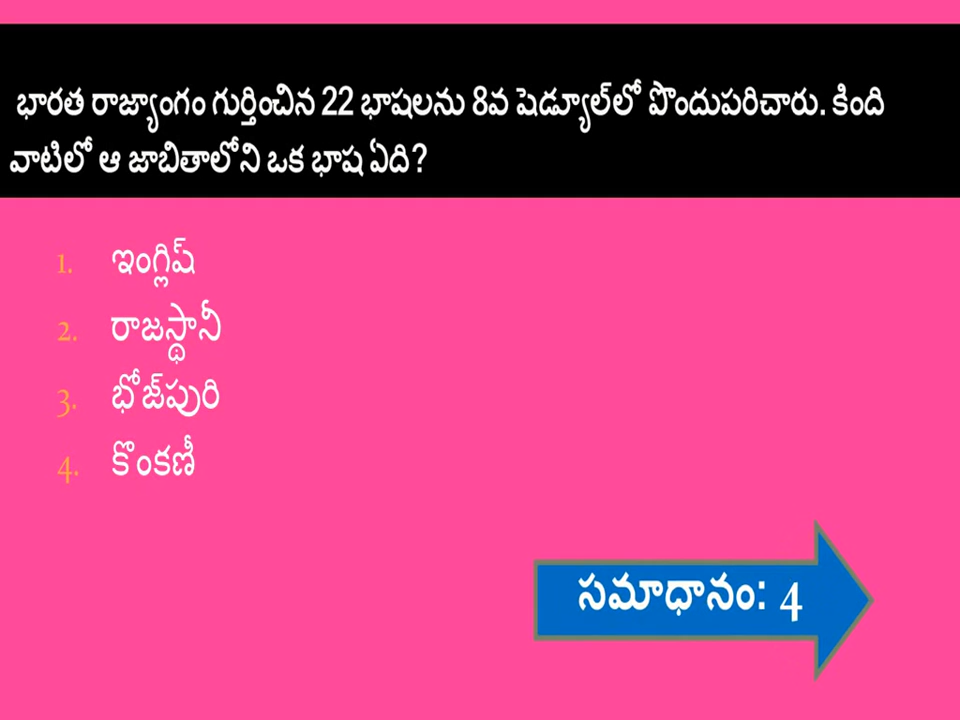 భారత రాజ్యాంగం గుర్తించిన 22 భాషలను 8వ షెడ్యూల్‌లో పొందుపరిచారు. కింది
వాటిలో ఆ జాబితాలోని ఒక భాష ఏది?
1. ఇంగ్లిష్
2. రాజస్థానీ
3. భోజ్‌పురి
4. కొంకణీ
సమాధానం: 4